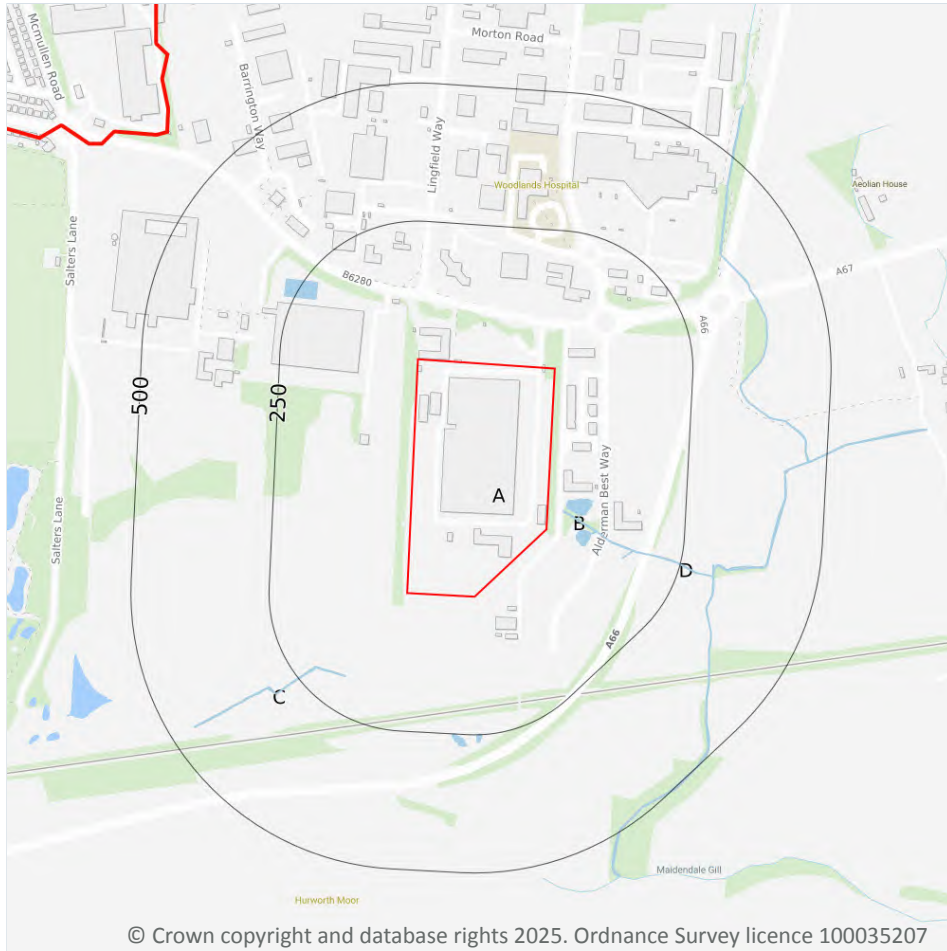 Mcmullen Road
Morton Road
Barrington Way
Lingfield Way
Woodlands Hospital
Aeolian House
Salters Lane
A67
B6280
A66
500
250
A
Alderman Best Way
B
Salters Lane
D
A66
C
Maidendale Gill
Hurworth Moor
© Crown copyright and database rights 2025. Ordnance Survey licence 100035207